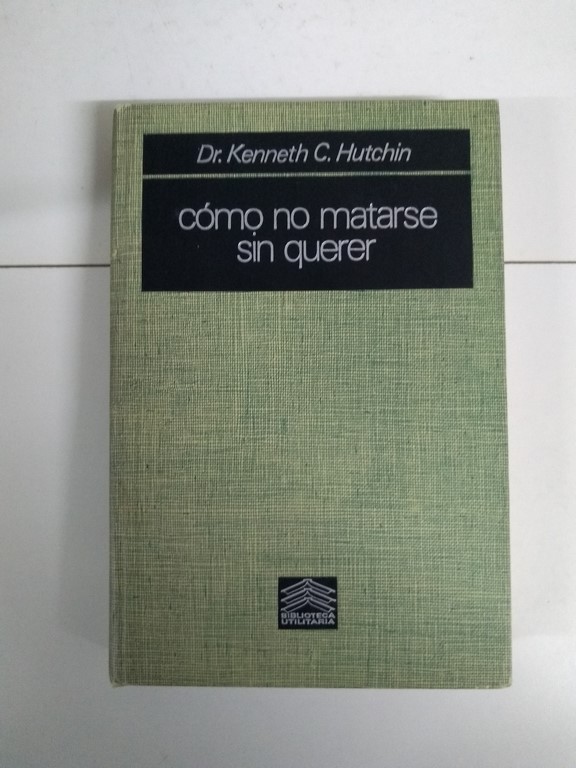 Dr. Kenneth C. Hutchin
cómo no matarse
sin querer
BIBLIOTECA
UTILITARIA